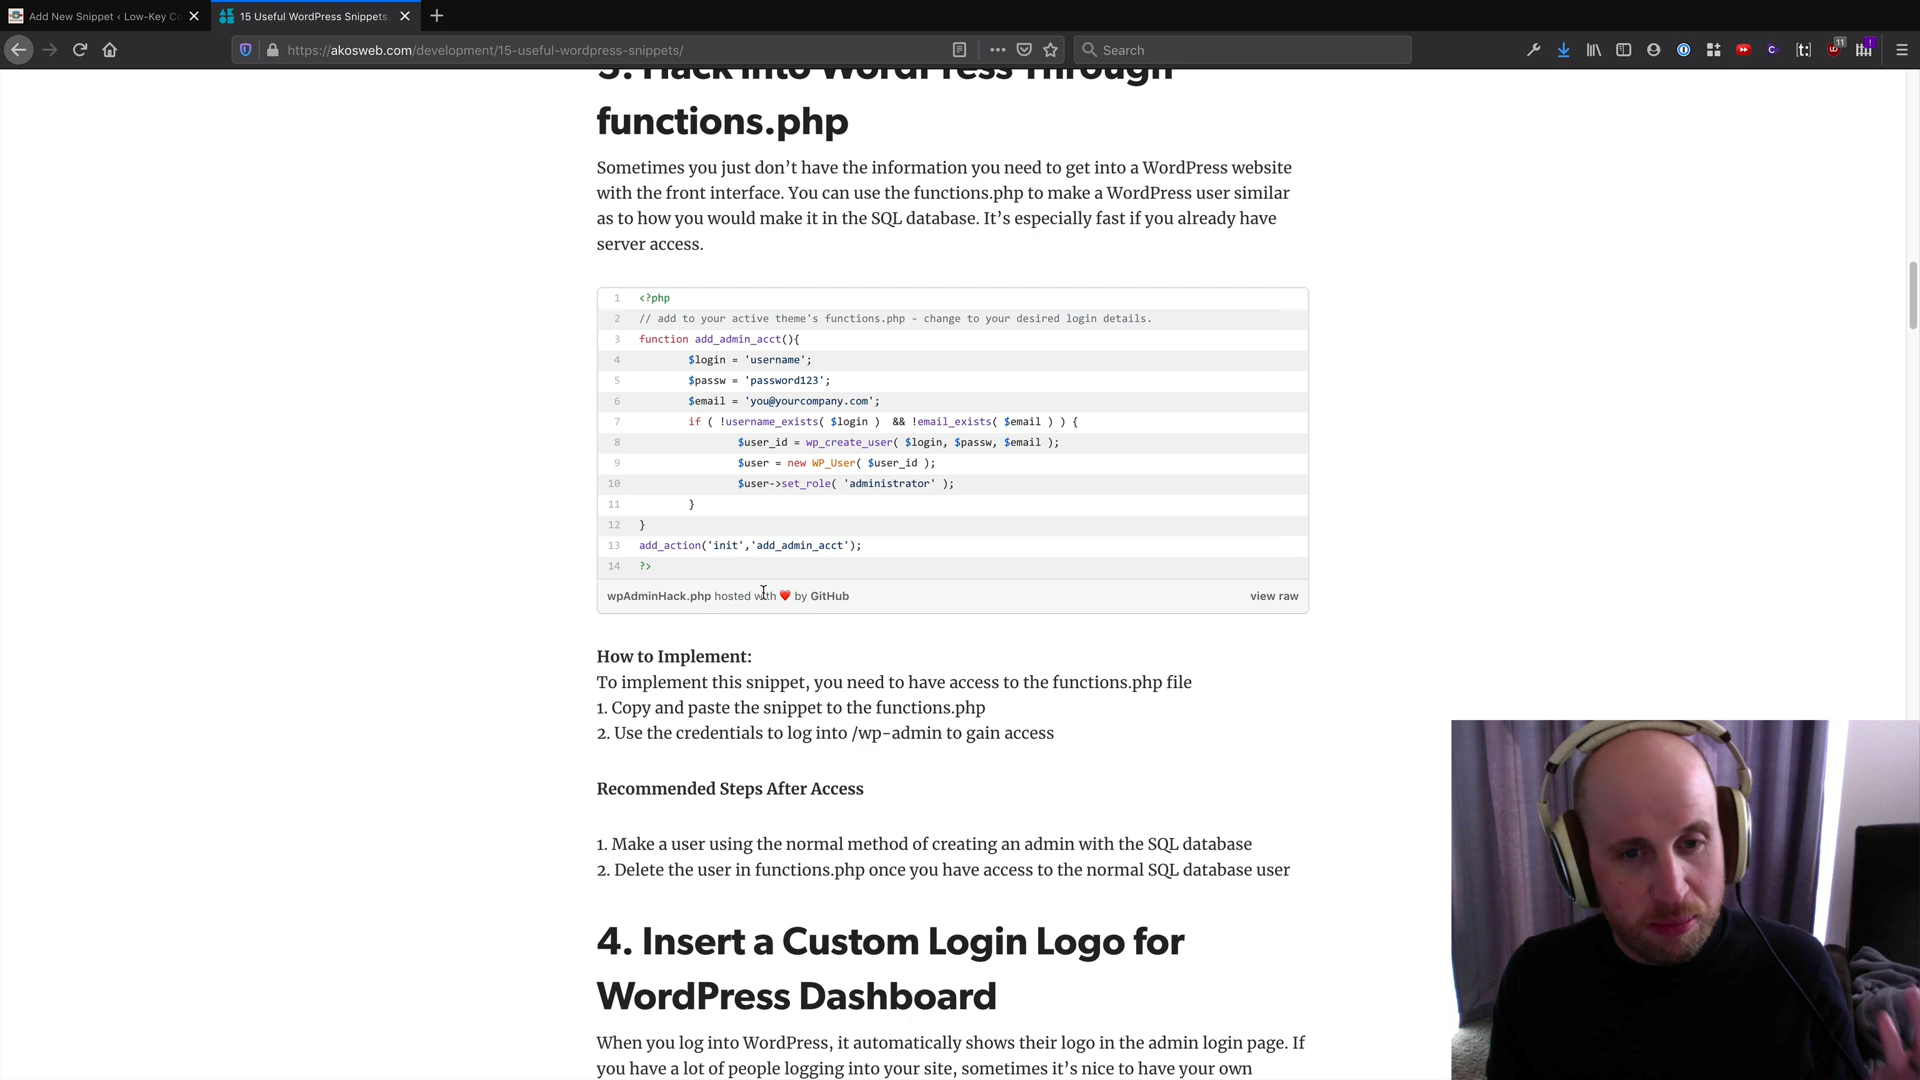 Add New Snippet ‹ Low-Key Co
15 Useful WordPress Snippets
https://akosweb.com/development/15-useful-wordpress-snippets/
Search
11
3. Hack into WordPress Through
functions.php
Sometimes you just don’t have the information you need to get into a WordPress website
with the front interface. You can use the functions.php to make a WordPress user similar
as to how you would make it in the SQL database. It’s especially fast if you already have
server access.
1 <?php
2 // add to your active theme's functions.php - change to your desired login details.
3 function add_admin_acct(){
4 $login = 'username';
5 $passw = 'password123';
6 $email = 'you@yourcompany.com';
7 if ( !username_exists( $login ) && !email_exists( $email ) ) {
8 $user_id = wp_create_user( $login, $passw, $email );
9 $user = new WP_User( $user_id );
10 $user->set_role( 'administrator' );
11 }
12 }
13 add_action('init','add_admin_acct');
14 ?>
wpAdminHack.php hosted with ❤ by GitHub view raw
How to Implement:
To implement this snippet, you need to have access to the functions.php file
1. Copy and paste the snippet to the functions.php
2. Use the credentials to log into /wp-admin to gain access
Recommended Steps After Access
1. Make a user using the normal method of creating an admin with the SQL database
2. Delete the user in functions.php once you have access to the normal SQL database user
4. Insert a Custom Login Logo for
WordPress Dashboard
When you log into WordPress, it automatically shows their logo in the admin login page. If
you have a lot of people logging into your site, sometimes it’s nice to have your own